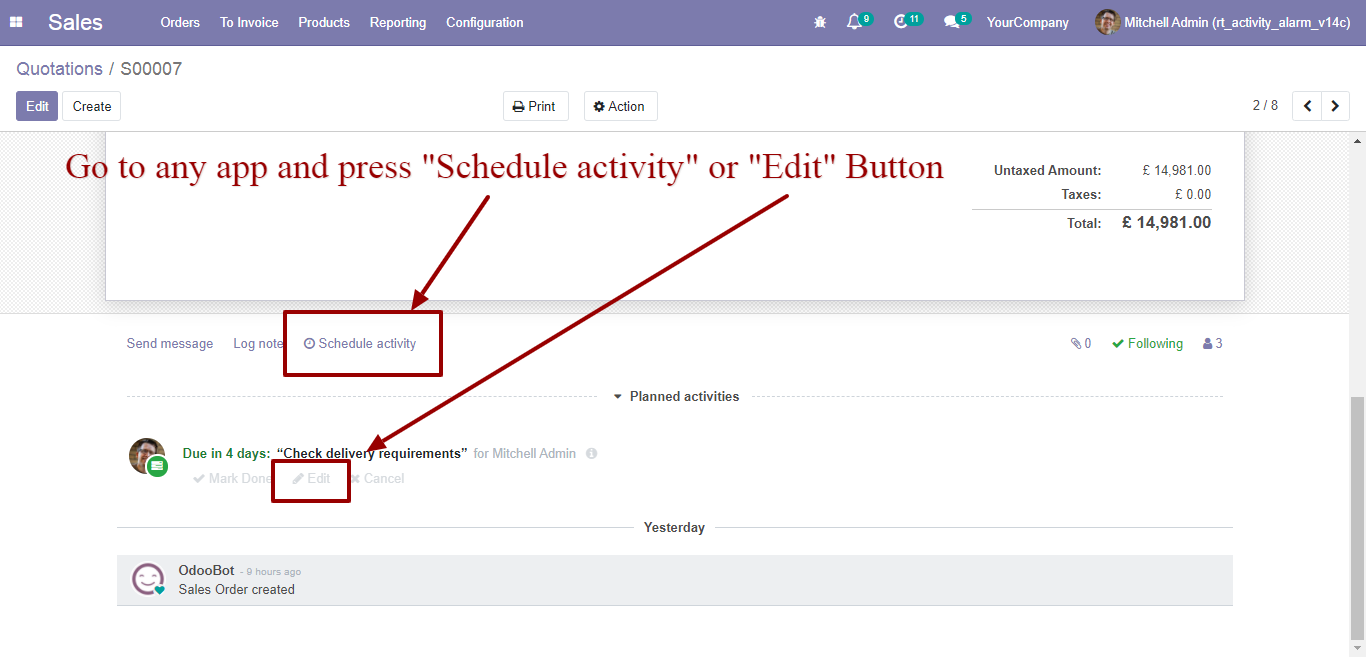 Sales Orders To Invoice Products Reporting Configuration 9 11 5 YourCompany Mitchell Admin (rt_activity_alarm_v14c)
Quotations / S00007
Edit Create Print Action 2 / 8
Go to any app and press "Schedule activity" or "Edit" Button
Untaxed Amount: £ 14,981.00
Taxes: £ 0.00
Total: £ 14,981.00
Send message Log note Schedule activity 0 Following 3
Planned activities
Due in 4 days: “Check delivery requirements” for Mitchell Admin
Mark Done Edit Cancel
Yesterday
OdooBot - 9 hours ago
Sales Order created